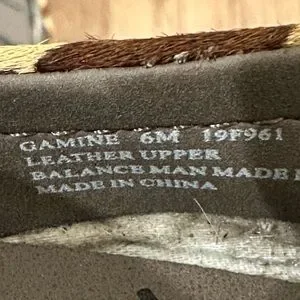 GAMINE 6M 19F961
LEATHER UPPER
BALANCE MAN MADE
MADE IN CHINA